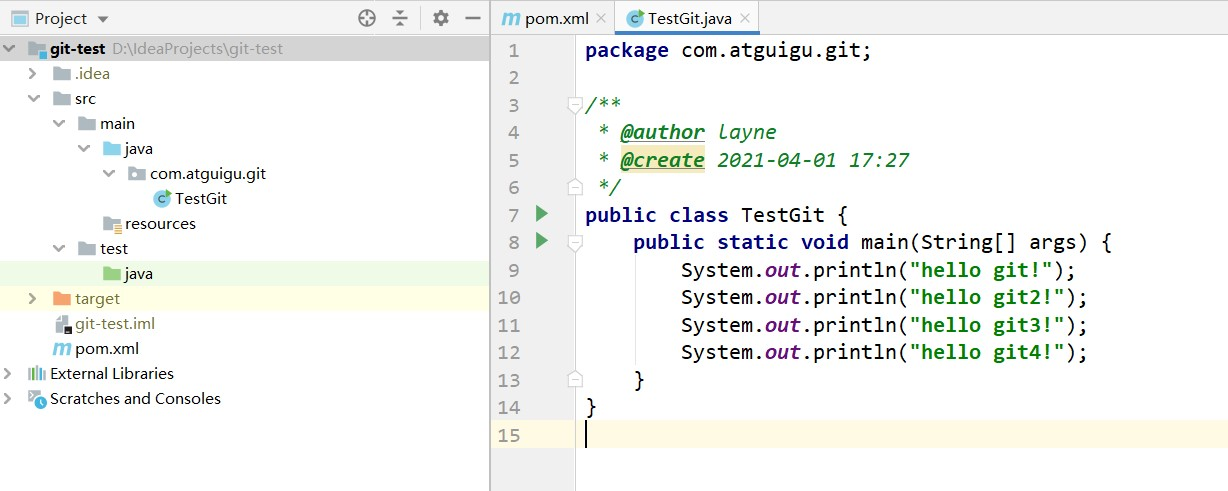 Project
git-test D:\IdeaProjects\git-test
.idea
src
main
java
com.atguigu.git
TestGit
resources
test
java
target
git-test.iml
pom.xml
External Libraries
Scratches and Consoles
pom.xml TestGit.java
1 package com.atguigu.git;
2
3 /**
4 * @author layne
5 * @create 2021-04-01 17:27
6 */
7 public class TestGit {
8 public static void main(String[] args) {
9 System.out.println("hello git!");
10 System.out.println("hello git2!");
11 System.out.println("hello git3!");
12 System.out.println("hello git4!");
13 }
14 }
15